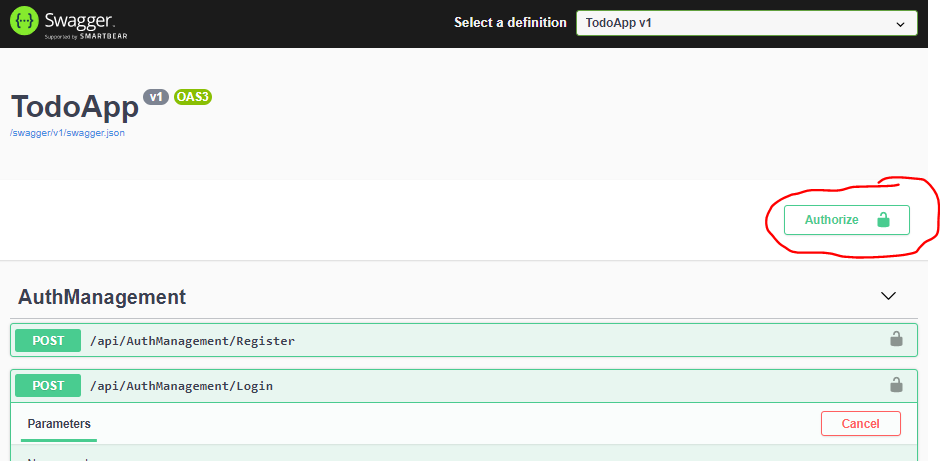 Swagger.
Supported by SMARTBEAR
Select a definition
TodoApp v1
TodoApp v1 OAS3
/swagger/v1/swagger.json
Authorize
AuthManagement
POST /api/AuthManagement/Register
POST /api/AuthManagement/Login
Parameters
Cancel